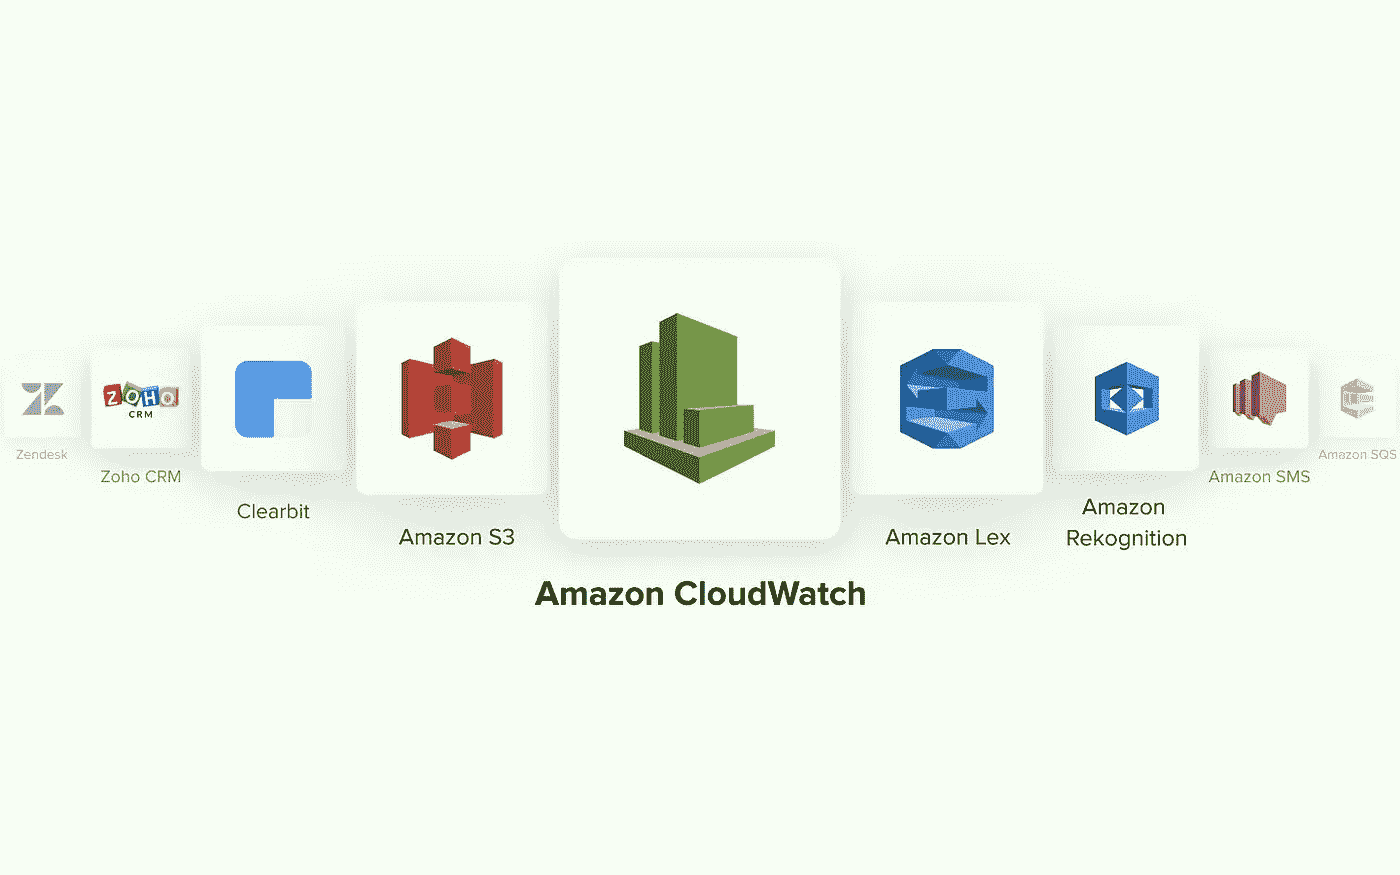 Zendesk
ZOHO
CRM
Zoho CRM
Clearbit
Amazon S3
Amazon CloudWatch
Amazon Lex
Amazon
Rekognition
Amazon SMS
Amazon SQS